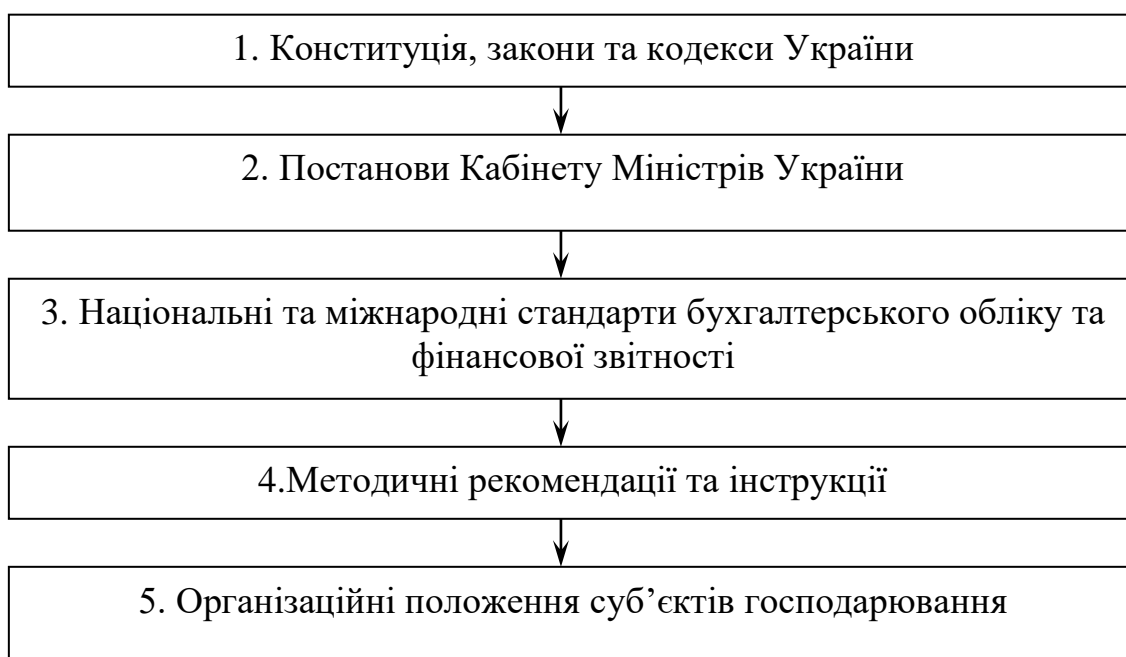 1. Конституція, закони та кодекси України
2. Постанови Кабінету Міністрів України
3. Національні та міжнародні стандарти бухгалтерського обліку та
фінансової звітності
4.Методичні рекомендації та інструкції
5. Організаційні положення суб’єктів господарювання